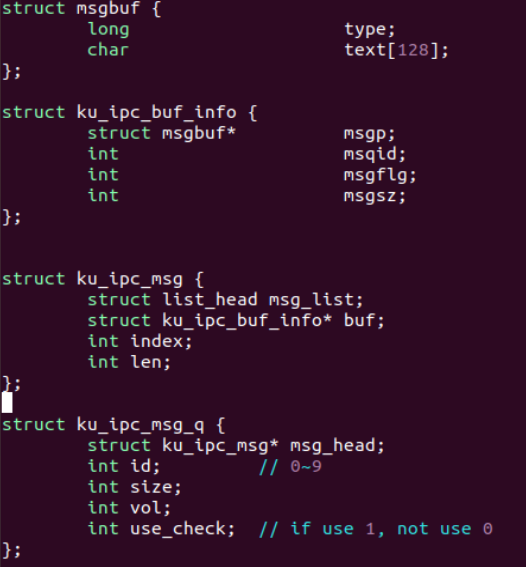 struct msgbuf {
        long                    type;
        char                    text[128];
};

struct ku_ipc_buf_info {
        struct msgbuf*          msgp;
        int                     msqid;
        int                     msgflg;
        int                     msgsz;
};


struct ku_ipc_msg {
        struct list_head msg_list;
        struct ku_ipc_buf_info* buf;
        int index;
        int len;
};

struct ku_ipc_msg_q {
        struct ku_ipc_msg* msg_head;
        int id;         // 0~9
        int size;
        int vol;
        int use_check;  // if use 1, not use 0
};